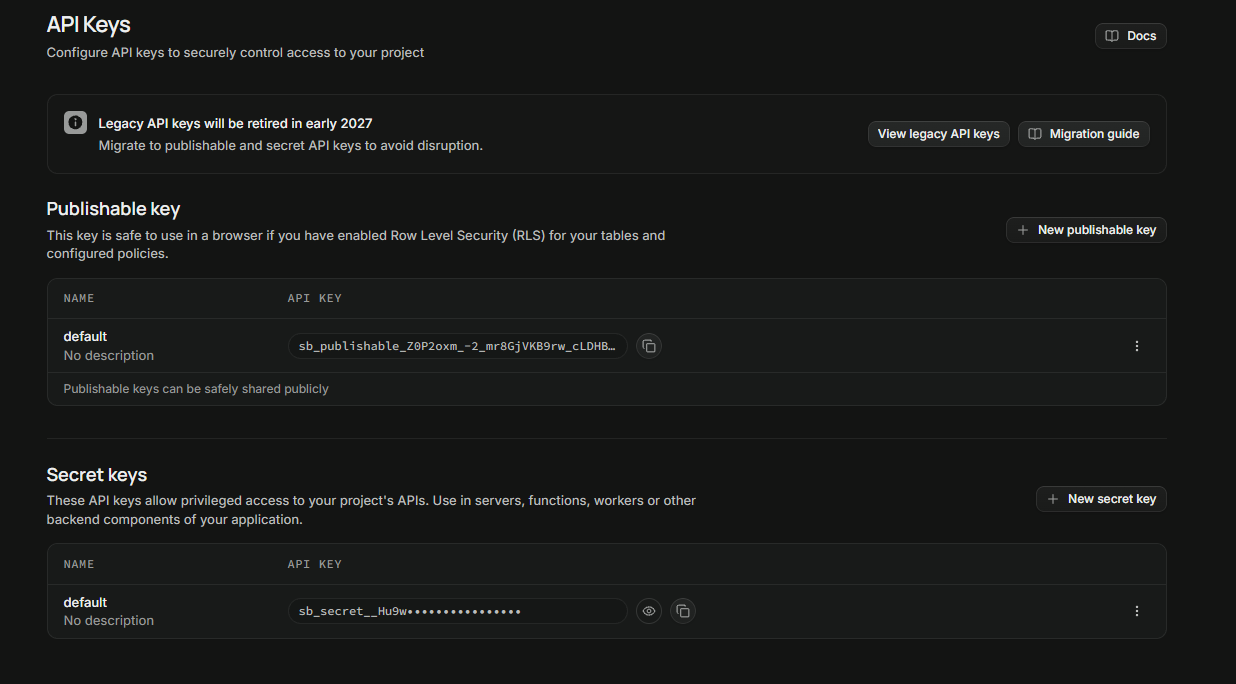 API Keys
Configure API keys to securely control access to your project
Docs
Legacy API keys will be retired in early 2027
Migrate to publishable and secret API keys to avoid disruption.
View legacy API keys
Migration guide
Publishable key
This key is safe to use in a browser if you have enabled Row Level Security (RLS) for your tables and
configured policies.
New publishable key
NAME
API KEY
default
No description
sb_publishable_Z0P2oxm_-2_mr8GjVKB9rw_cLDHB…
Publishable keys can be safely shared publicly
Secret keys
These API keys allow privileged access to your project's APIs. Use in servers, functions, workers or other
backend components of your application.
New secret key
NAME
API KEY
default
No description
sb_secret__Hu9w••••••••••••••••